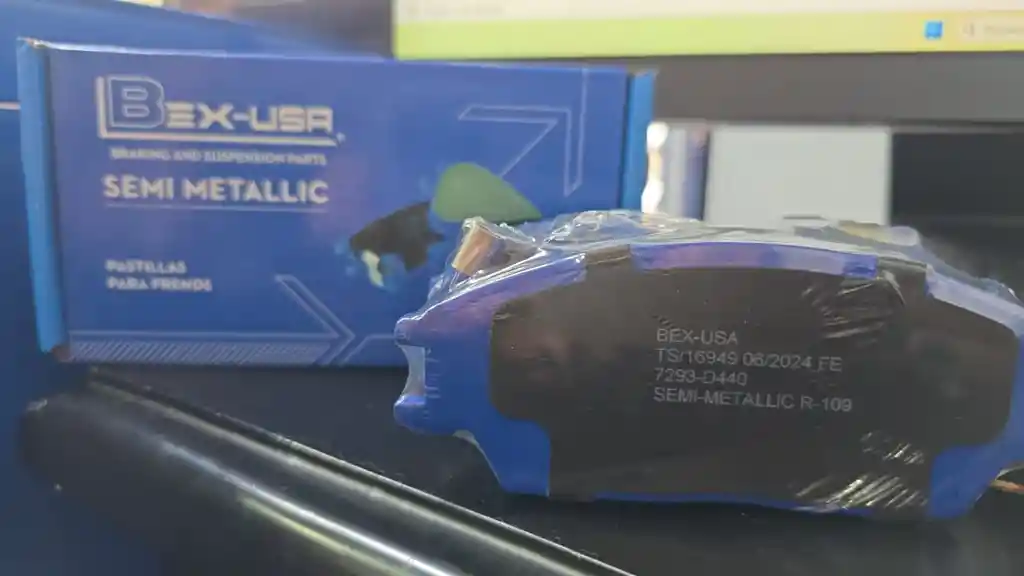 BEX-USA
BRAKING AND SUSPENSION PARTS
SEMI METALLIC
PASTILLAS
PARA FRENOS
BEX-USA
TS/16949 06/2024 FE
7293-D440
SEMI-METALLIC R-109